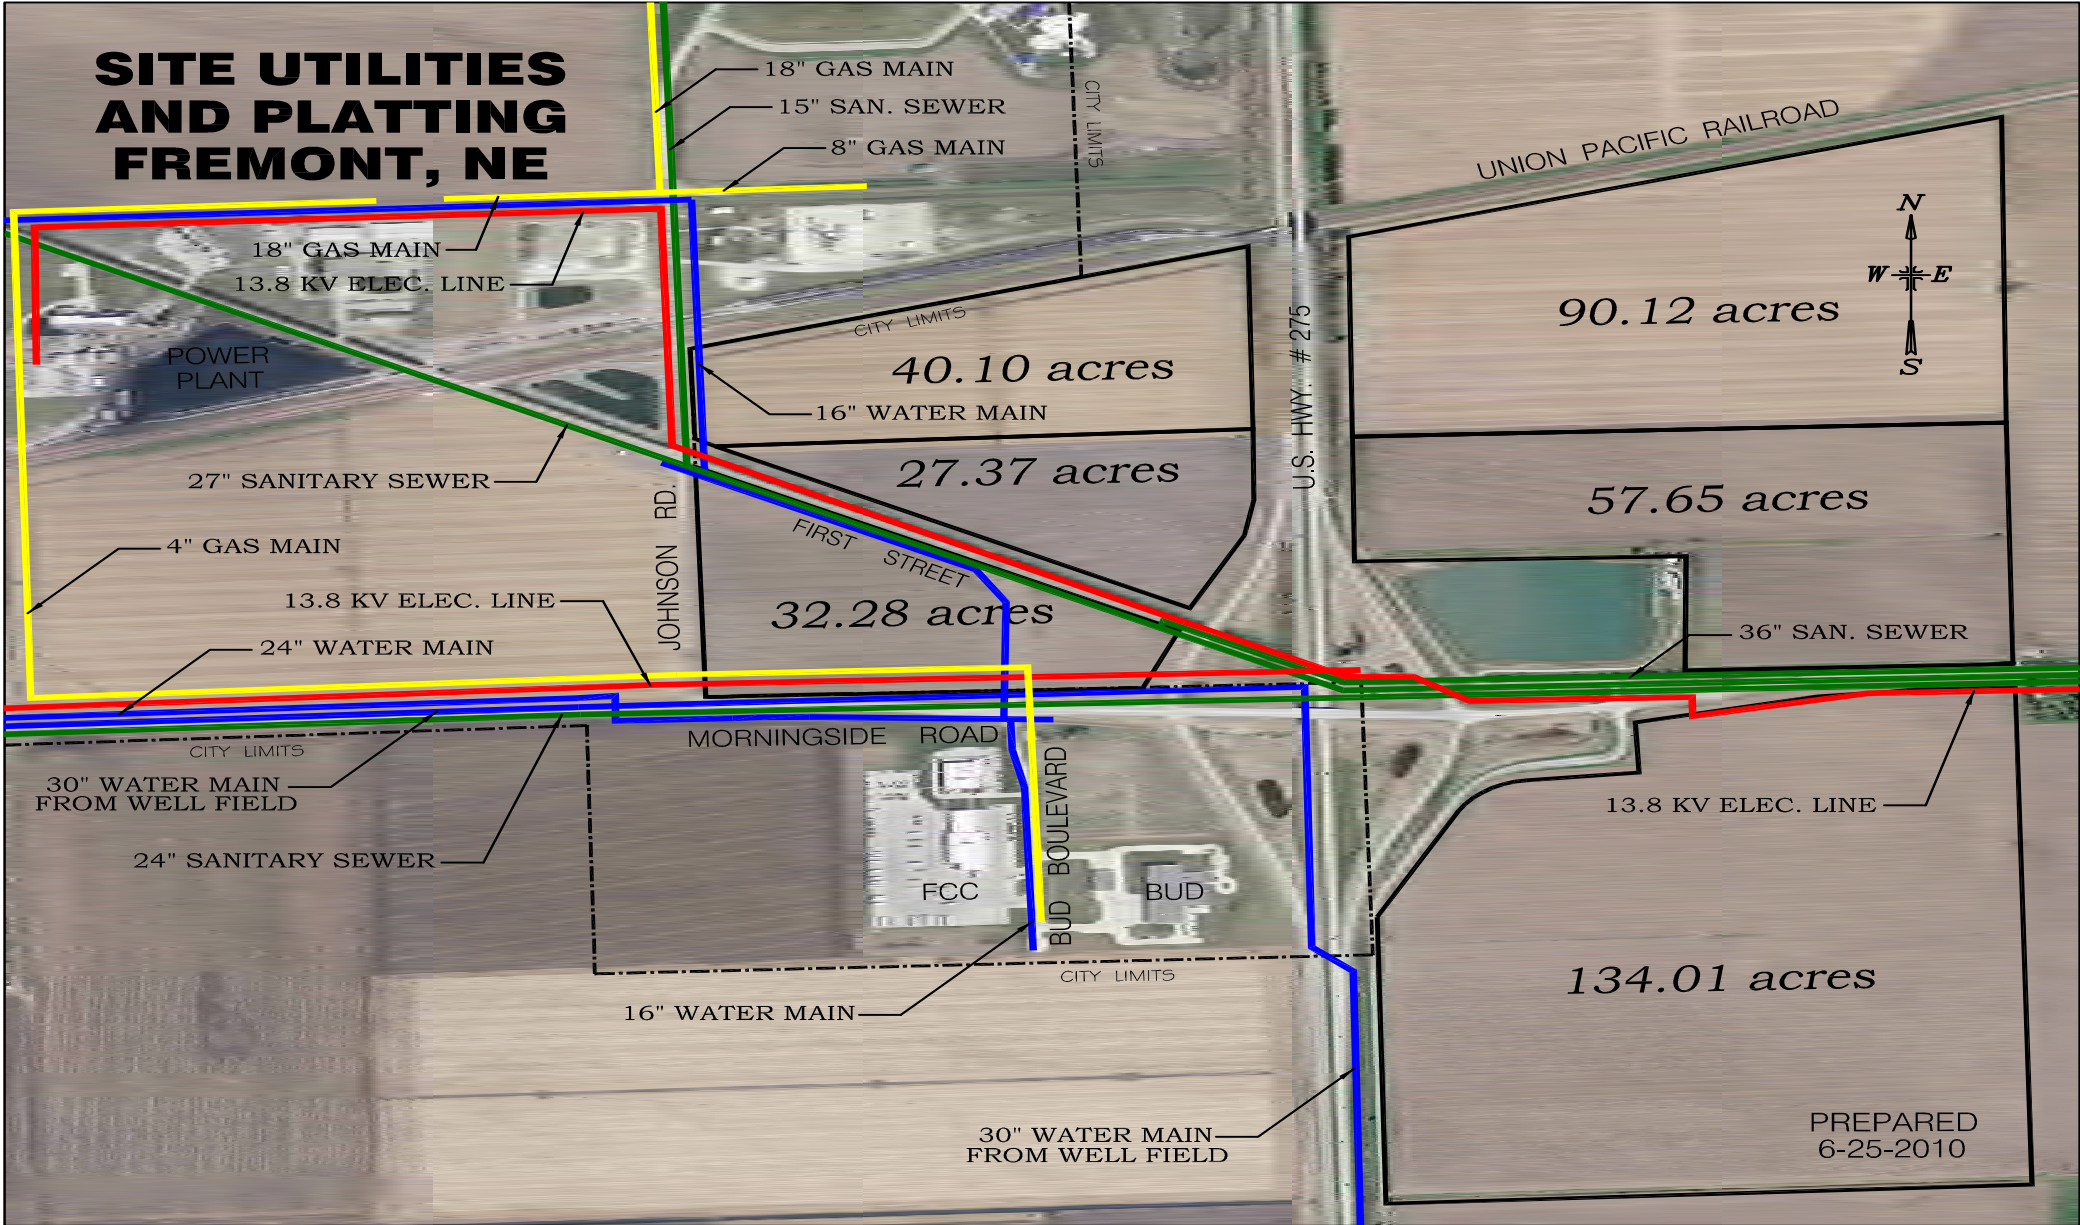 SITE UTILITIES
AND PLATTING
FREMONT, NE
18" GAS MAIN
15" SAN. SEWER
8" GAS MAIN
CITY LIMITS
UNION PACIFIC RAILROAD
N
W E
S
18" GAS MAIN
13.8 KV ELEC. LINE
POWER
PLANT
CITY LIMITS
40.10 acres
90.12 acres
U.S. HWY. # 275
16" WATER MAIN
27" SANITARY SEWER
27.37 acres
57.65 acres
JOHNSON RD.
FIRST STREET
4" GAS MAIN
13.8 KV ELEC. LINE
32.28 acres
24" WATER MAIN
36" SAN. SEWER
CITY LIMITS
MORNINGSIDE ROAD
30" WATER MAIN
FROM WELL FIELD
BUD BOULEVARD
13.8 KV ELEC. LINE
24" SANITARY SEWER
FCC
BUD
CITY LIMITS
134.01 acres
16" WATER MAIN
30" WATER MAIN
FROM WELL FIELD
PREPARED
6-25-2010